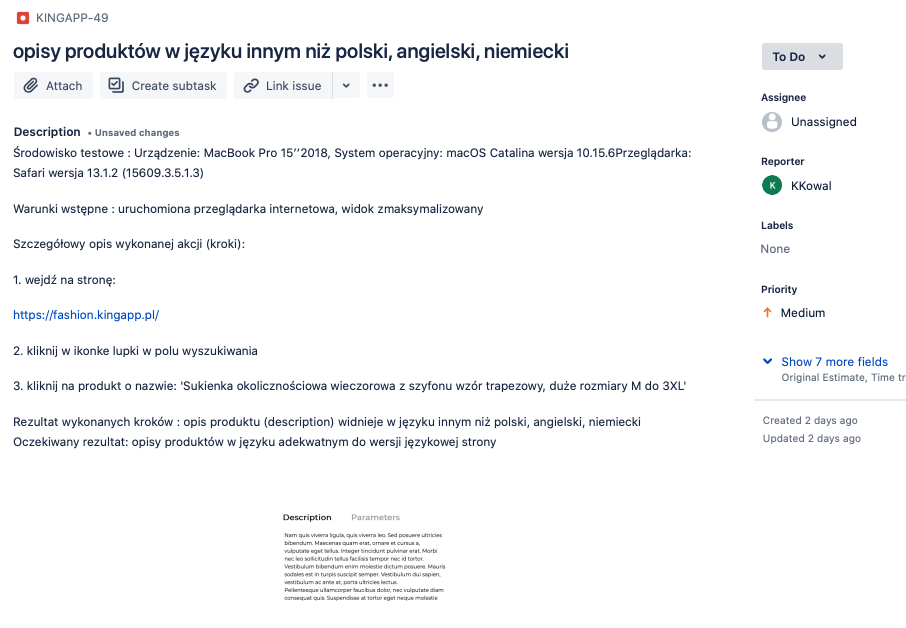 KINGAPP-49
opisy produktów w języku innym niż polski, angielski, niemiecki
Attach
Create subtask
Link issue
Description • Unsaved changes
Środowisko testowe : Urządzenie: MacBook Pro 15’’2018, System operacyjny: macOS Catalina wersja 10.15.6Przeglądarka:
Safari wersja 13.1.2 (15609.3.5.1.3)
Warunki wstępne : uruchomiona przeglądarka internetowa, widok zmaksymalizowany
Szczegółowy opis wykonanej akcji (kroki):
1. wejdź na stronę:
https://fashion.kingapp.pl/
2. kliknij w ikonke lupki w polu wyszukiwania
3. kliknij na produkt o nazwie: 'Sukienka okolicznościowa wieczorowa z szyfonu wzór trapezowy, duże rozmiary M do 3XL'
Rezultat wykonanych kroków : opis produktu (description) widnieje w języku innym niż polski, angielski, niemiecki
Oczekiwany rezultat: opisy produktów w języku adekwatnym do wersji językowej strony
Description Parameters
Nam quis viverra ligula, quis viverra leo. Sed posuere ultricies
bibendum. Maecenas quam erat, ornare et cursus a,
vulputate eget tellus. Integer tincidunt pulvinar erat. Morbi
nec leo sollicitudin tellus facilisis tempor nec id tortor.
Vestibulum bibendum enim molestie dictum posuere. Mauris
sodales est in turpis suscipit semper. Vestibulum dui sapien,
vestibulum ac ante at, porta ultricies lectus.
Pellentesque ullamcorper faucibus dolor, nec vulputate diam
consequat quis. Suspendisse at tortor eget neque molestie
To Do
Assignee
Unassigned
Reporter
K KKowal
Labels
None
Priority
Medium
Show 7 more fields
Original Estimate, Time tr
Created 2 days ago
Updated 2 days ago